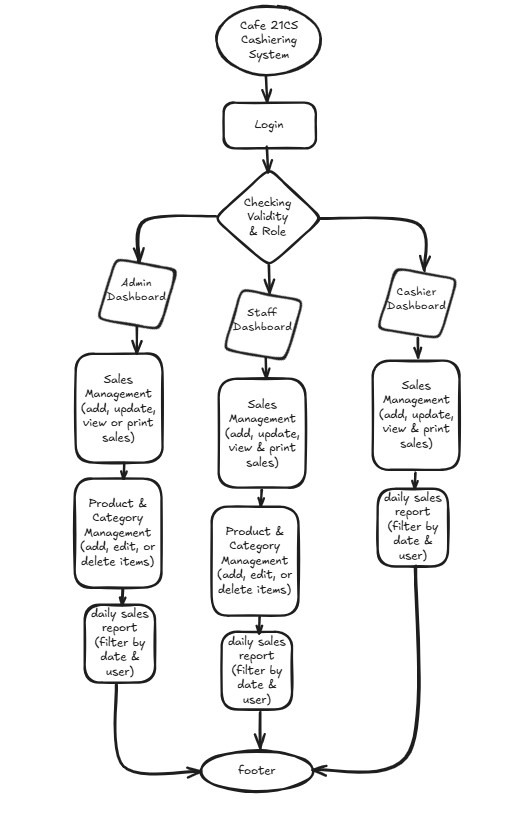 Cafe 21CS
Cashiering
System
Login
Checking
Validity
& Role
Admin
Dashboard
Staff
Dashboard
Cashier
Dashboard
Sales
Management
(add, update,
view or print
sales)
Sales
Management
(add, update,
view & print
sales)
Sales
Management
(add, update,
view & print
sales)
Product &
Category
Management
(add, edit, or
delete items)
Product &
Category
Management
(add, edit, or
delete items)
daily sales
report
(filter by
date &
user)
daily sales
report
(filter by
date &
user)
daily sales
report
(filter by
date &
user)
footer